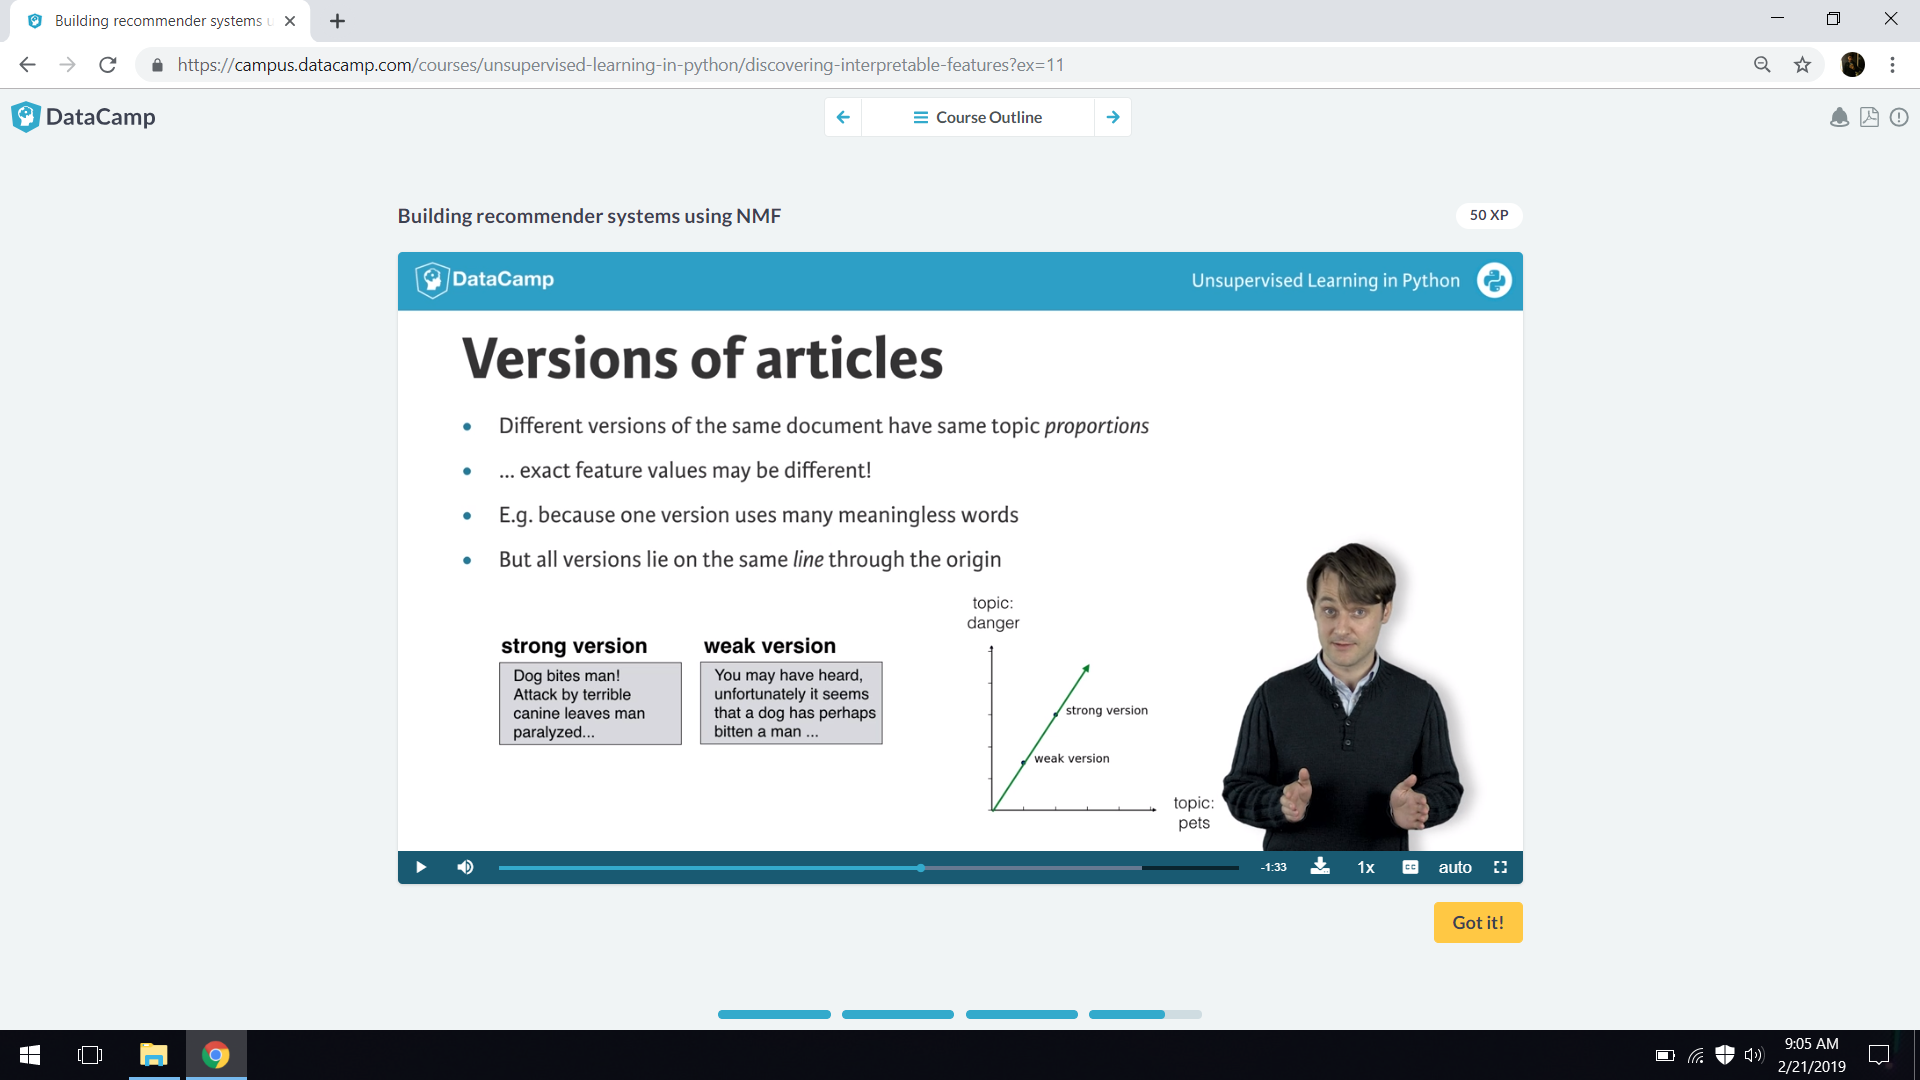 Building recommender systems u
https://campus.datacamp.com/courses/unsupervised-learning-in-python/discovering-interpretable-features?ex=11
DataCamp
Course Outline
Building recommender systems using NMF
50 XP
DataCamp
Unsupervised Learning in Python
Versions of articles
• Different versions of the same document have same topic proportions
• ... exact feature values may be different!
• E.g. because one version uses many meaningless words
• But all versions lie on the same line through the origin
strong version
Dog bites man!
Attack by terrible
canine leaves man
paralyzed...
weak version
You may have heard,
unfortunately it seems
that a dog has perhaps
bitten a man ...
topic:
danger
strong version
weak version
topic:
pets
-1:33
1x
CC
auto
Got it!
9:05 AM
2/21/2019